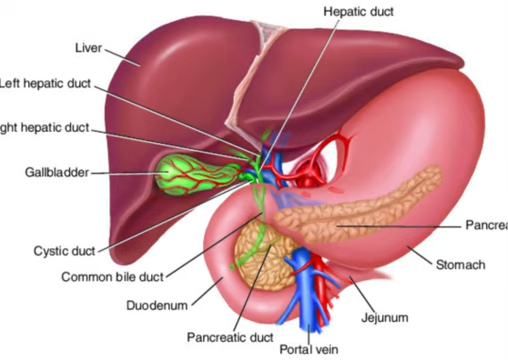 Hepatic duct
Liver
Left hepatic duct
ght hepatic duct
Gallbladder
Cystic duct
Common bile duct
Duodenum
Pancreatic duct
Portal vein
Jejunum
Stomach
Pancrea